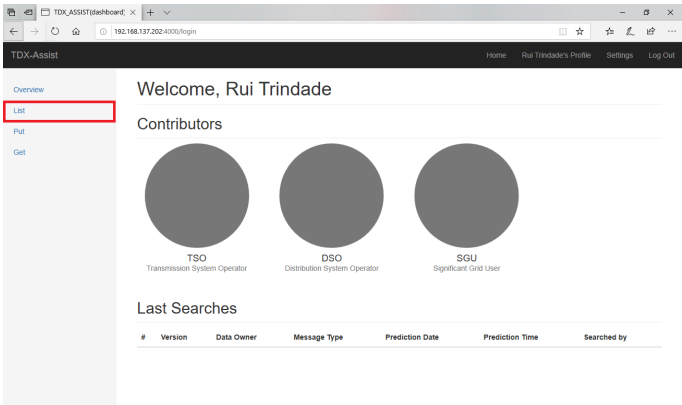 TDX_ASSIST(dashboard)
192.168.137.202:4000/login
TDX-Assist Home Rui Trindade's Profile Settings Log Out
Overview
List
Put
Get
Welcome, Rui Trindade
Contributors
TSO DSO SGU
Transmission System Operator Distribution System Operator Significant Grid User
Last Searches
# Version Data Owner Message Type Prediction Date Prediction Time Searched by